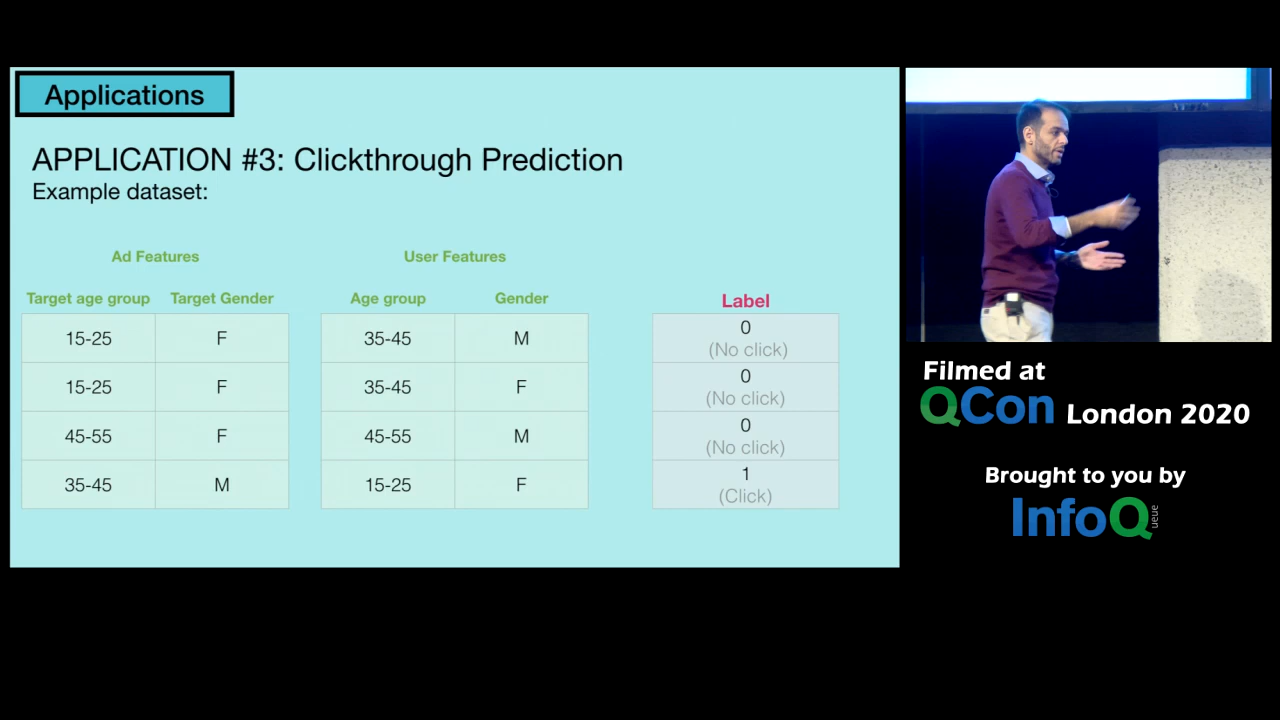 Applications
APPLICATION #3: Clickthrough Prediction
Example dataset:
Ad Features User Features
Target age group Target Gender Age group Gender Label
15-25 F 35-45 M 0
(No click)
15-25 F 35-45 F 0
(No click)
45-55 F 45-55 M 0
(No click)
35-45 M 15-25 F 1
(Click)
Filmed at
QCon London 2020
Brought to you by
InfoQueue